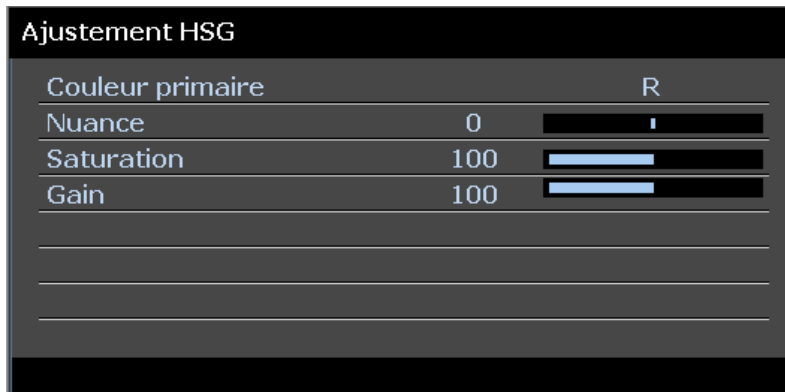 Ajustement HSG
Couleur primaire R
Nuance 0
Saturation 100
Gain 100